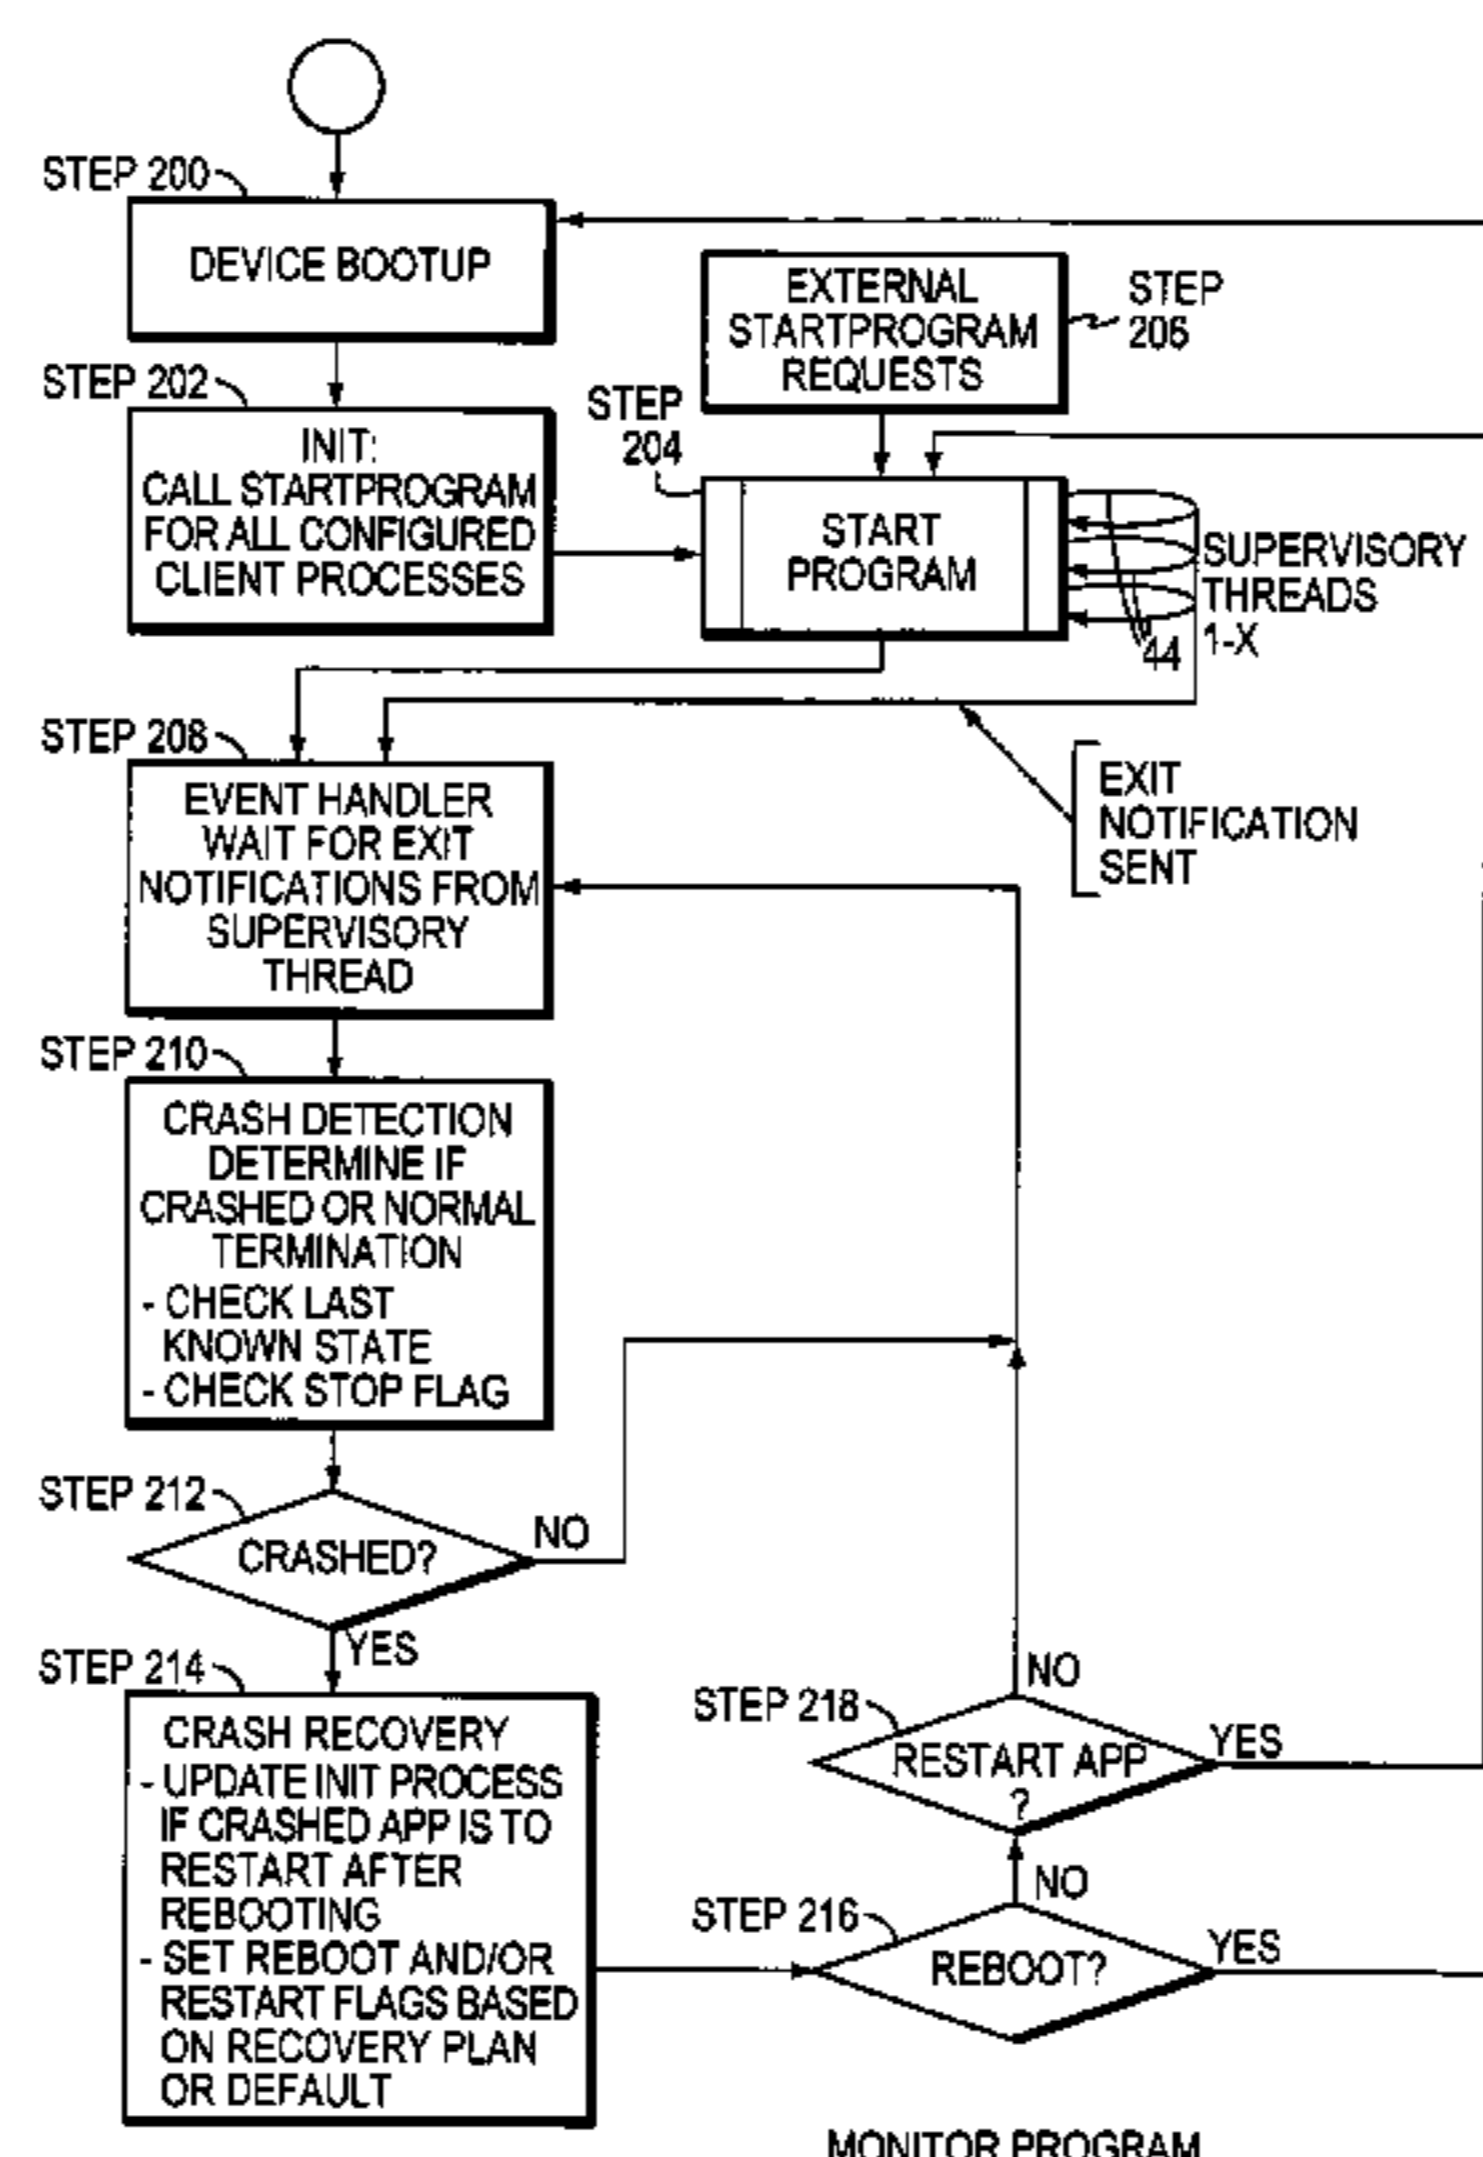 STEP 200
DEVICE BOOTUP
EXTERNAL
STARTPROGRAM
REQUESTS
STEP
206
STEP 202
INIT:
CALL STARTPROGRAM
FOR ALL CONFIGURED
CLIENT PROCESSES
STEP
204
START
PROGRAM
SUPERVISORY
THREADS
1-X
44
STEP 208
EVENT HANDLER
WAIT FOR EXIT
NOTIFICATIONS FROM
SUPERVISORY
THREAD
EXIT
NOTIFICATION
SENT
STEP 210
CRASH DETECTION
DETERMINE IF
CRASHED OR NORMAL
TERMINATION
- CHECK LAST
KNOWN STATE
- CHECK STOP FLAG
STEP 212
CRASHED?
NO
YES
STEP 214
CRASH RECOVERY
- UPDATE INIT PROCESS
IF CRASHED APP IS TO
RESTART AFTER
REBOOTING
- SET REBOOT AND/OR
RESTART FLAGS BASED
ON RECOVERY PLAN
OR DEFAULT
NO
STEP 218
RESTART APP
?
YES
NO
STEP 216
REBOOT?
YES
MONITOR PROGRAM